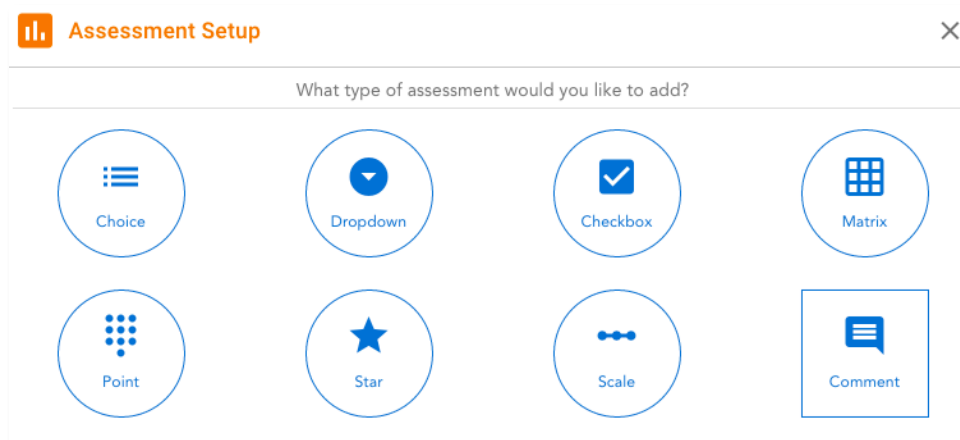 Assessment Setup
What type of assessment would you like to add?
Choice
Dropdown
Checkbox
Matrix
Point
Star
Scale
Comment